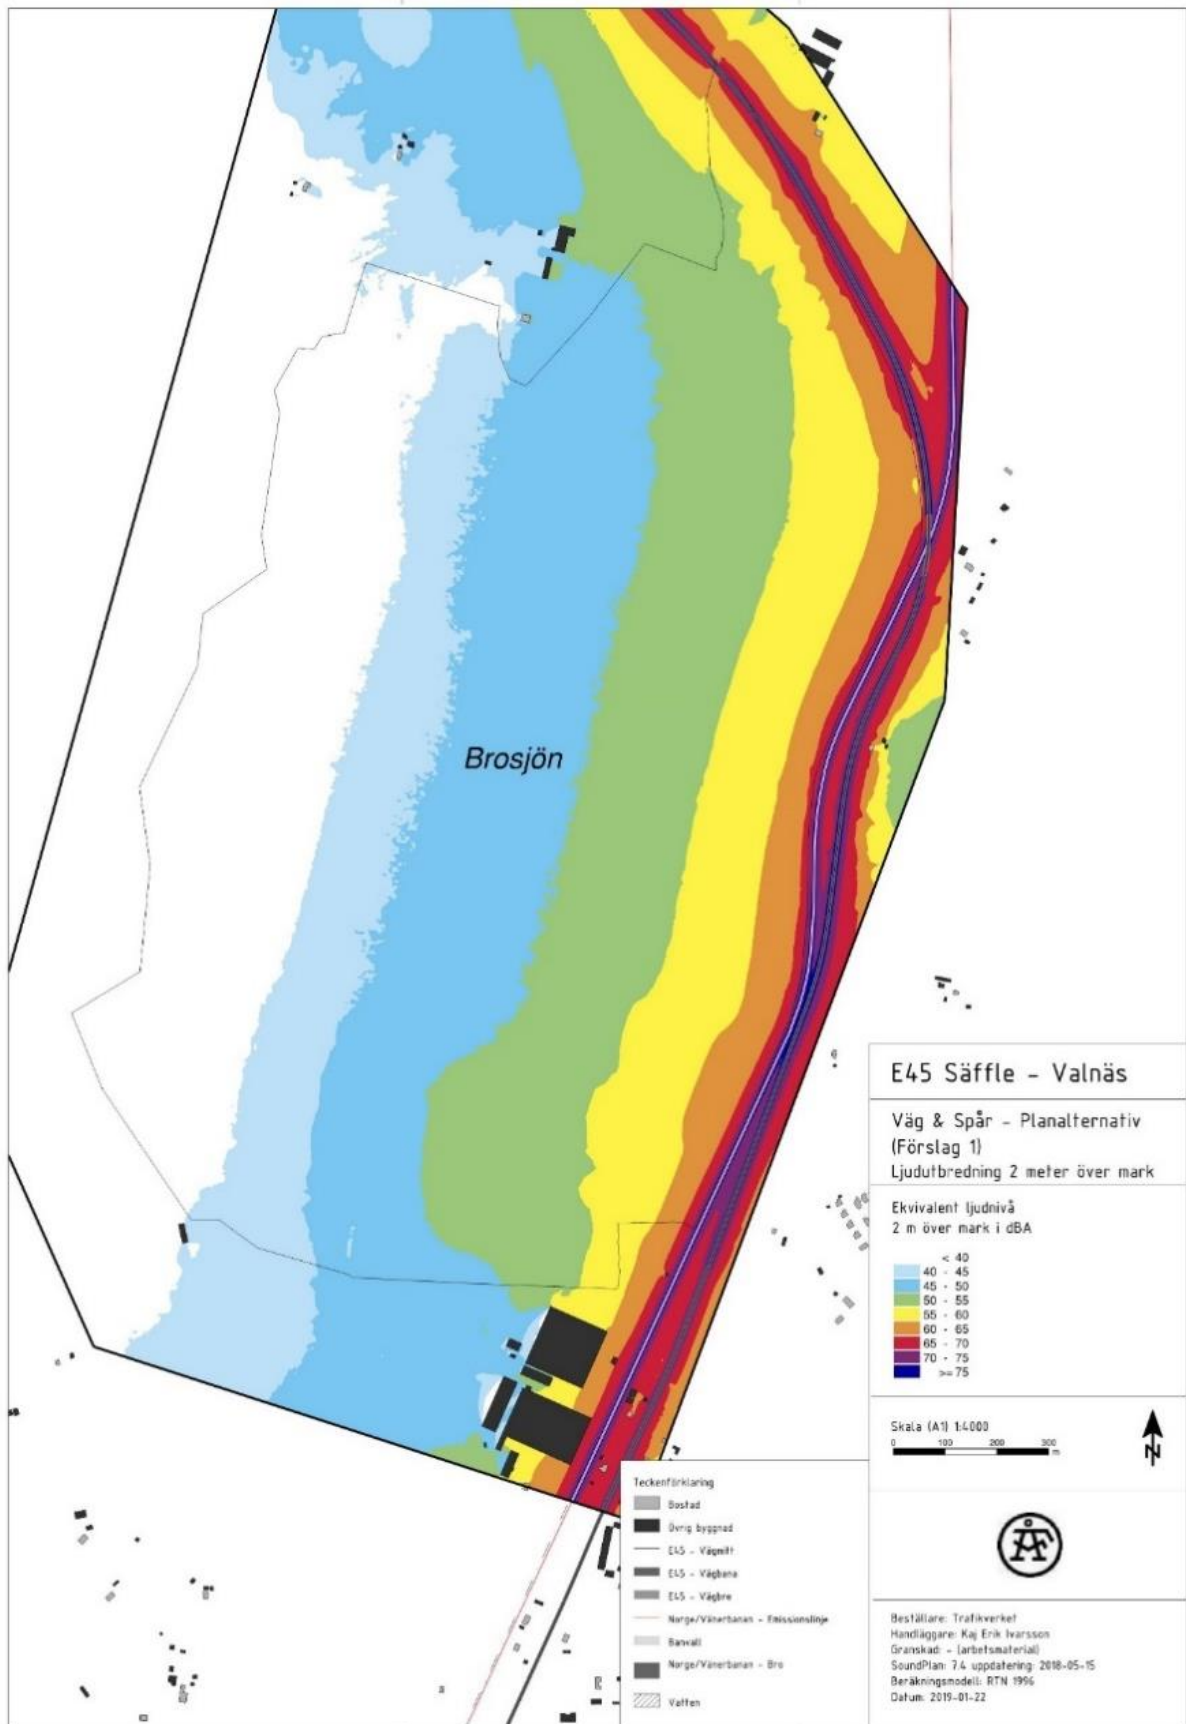 Brosjön
E45 Säffle - Valnäs
Väg & Spår - Planalternativ
(Förslag 1)
Ljudutbredning 2 meter över mark
Ekvivalent ljudnivå
2 m över mark i dBA
< 40
40 - 45
45 - 50
50 - 55
55 - 60
60 - 65
65 - 70
70 - 75
>= 75
Skala (A1) 1:4000
0 100 200 300
m
N
Teckenförklaring
Bostad
Övrig byggnad
E45 - Vägmitt
E45 - Vägbana
E45 - Vägbro
Norge/Vänerbanan - Emissionslinje
Banvall
Norge/Vänerbanan - Bro
Vatten
ÅF
Beställare: Trafikverket
Handläggare: Kaj Erik Ivarsson
Granskad: - (arbetsmaterial)
SoundPlan: 7.4 uppdatering: 2018-05-15
Beräkningsmodell: RTN 1996
Datum: 2019-01-22